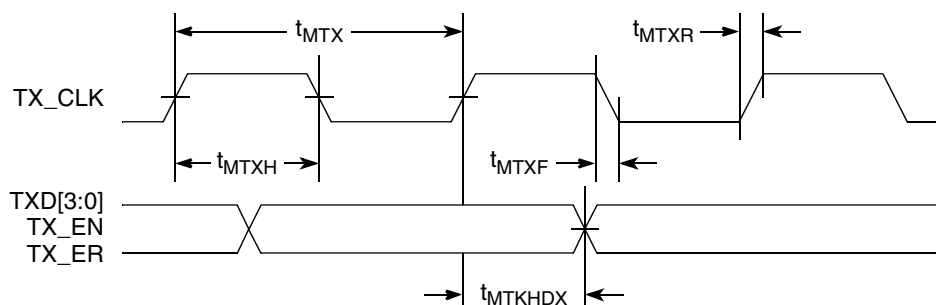 tMTX
tMTXR
TX_CLK
tMTXH
tMTXF
TXD[3:0]
TX_EN
TX_ER
tMTKHDX